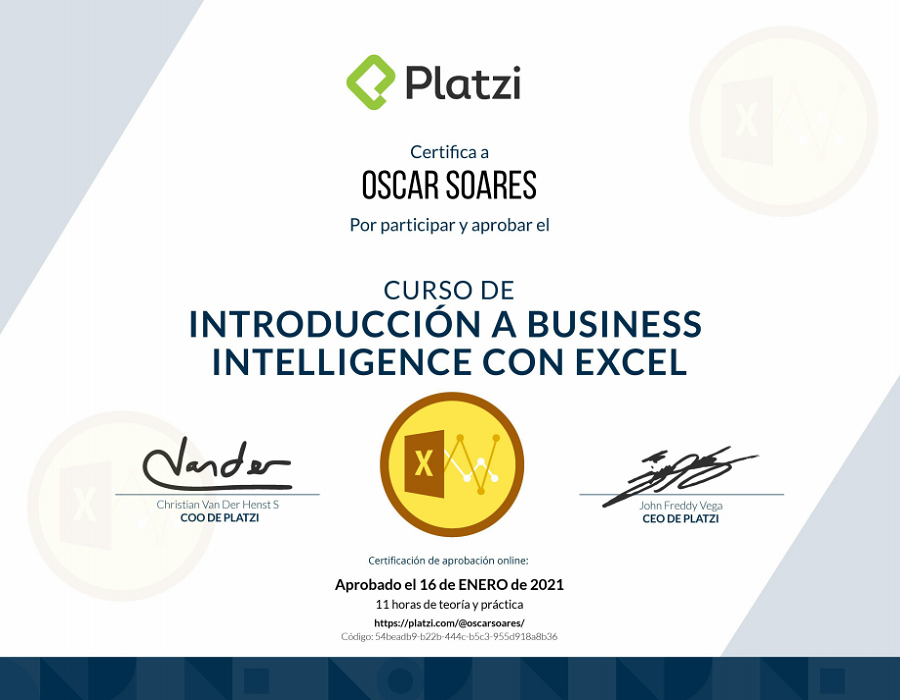 Platzi
Certifica a
OSCAR SOARES
Por participar y aprobar el
CURSO DE
INTRODUCCIÓN A BUSINESS
INTELLIGENCE CON EXCEL
X
X
X
Vander
Christian Van Der Henst S
COO DE PLATZI
John Freddy Vega
CEO DE PLATZI
Certificación de aprobación online:
Aprobado el 16 de ENERO de 2021
11 horas de teoría y práctica
https://platzi.com/@oscarsoares/
Código: 54beadb9-b22b-444c-b5c3-955d918a8b36